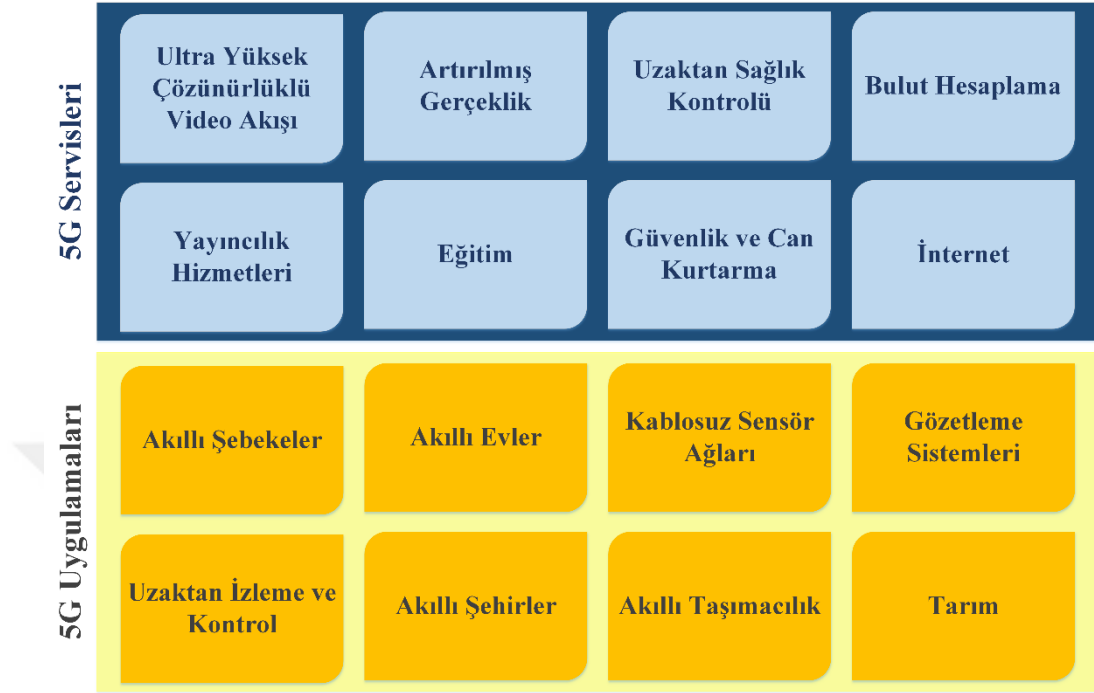 5G Servisleri
Ultra Yüksek
Çözünürlüklü
Video Akışı
Artırılmış
Gerçeklik
Uzaktan Sağlık
Kontrolü
Bulut Hesaplama
Yayıncılık
Hizmetleri
Eğitim
Güvenlik ve Can
Kurtarma
İnternet
5G Uygulamaları
Akıllı Şebekeler
Akıllı Evler
Kablosuz Sensör
Ağları
Gözetleme
Sistemleri
Uzaktan İzleme ve
Kontrol
Akıllı Şehirler
Akıllı Taşımacılık
Tarım